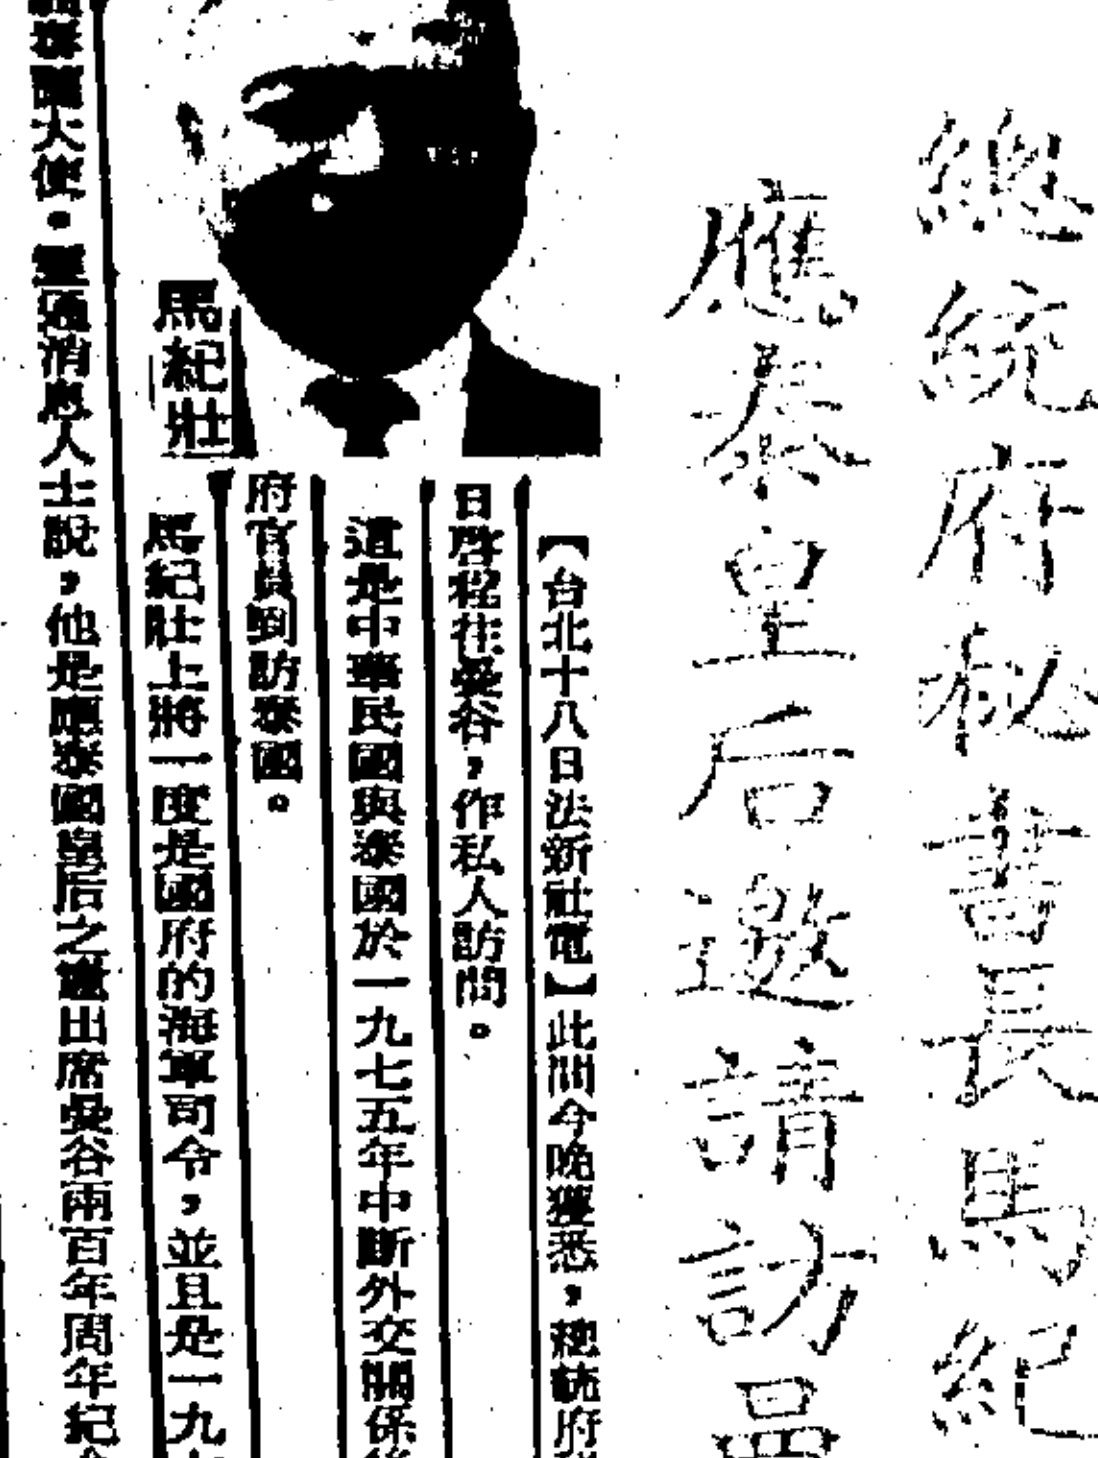 總統府秘書長馬紀
應泰皇后邀請訪曼
【台北十八日法新社電】此間今晚獲悉，總統府
日啓程往曼谷，作私人訪問。
這是中華民國與泰國於一九七五年中斷外交關係
府官員到訪泰國。
馬紀壯上將一度是國府的海軍司令，並且是一九
大使。靈通消息人士說，他是應泰國皇后之邀出席曼谷兩百年周年紀
馬紀壯